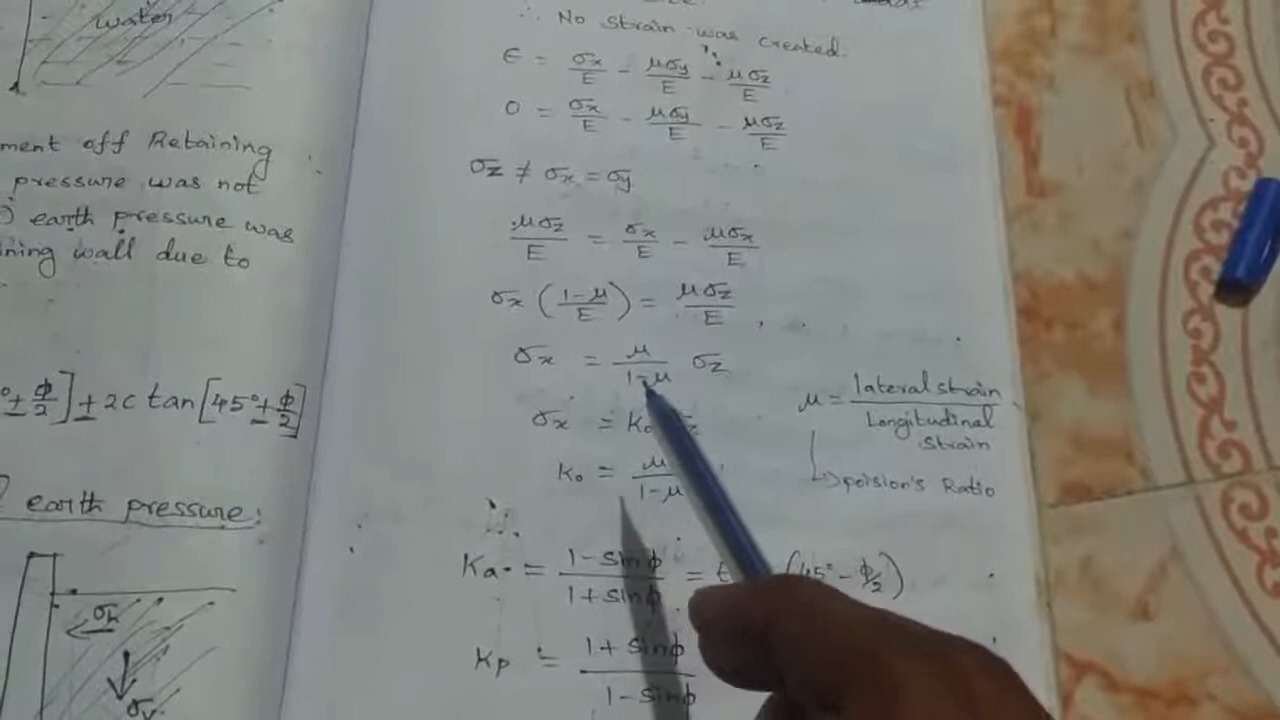 water
ment off Retaining
pressure was not
earth pressure was
ning wall due to
± φ/2] ± 2c tan [45° ± φ/2]
earth pressure:
σh
σv
∴ No strain was created.
ε = σx/E - μσy/E - μσz/E
0 = σx/E - μσy/E - μσz/E
σz ≠ σx = σy
μσz/E = σx/E - μσx/E
σx (1-μ/E) = μσz/E
σx = μ/1-μ σz
σx = K
K₀ = μ/1-μ
μ = lateral strain/Longitudinal strain
poision's Ratio
Ka = 1-sinφ/1+sinφ = (45° - φ/2)
Kp = 1+sinφ/1-sinφ